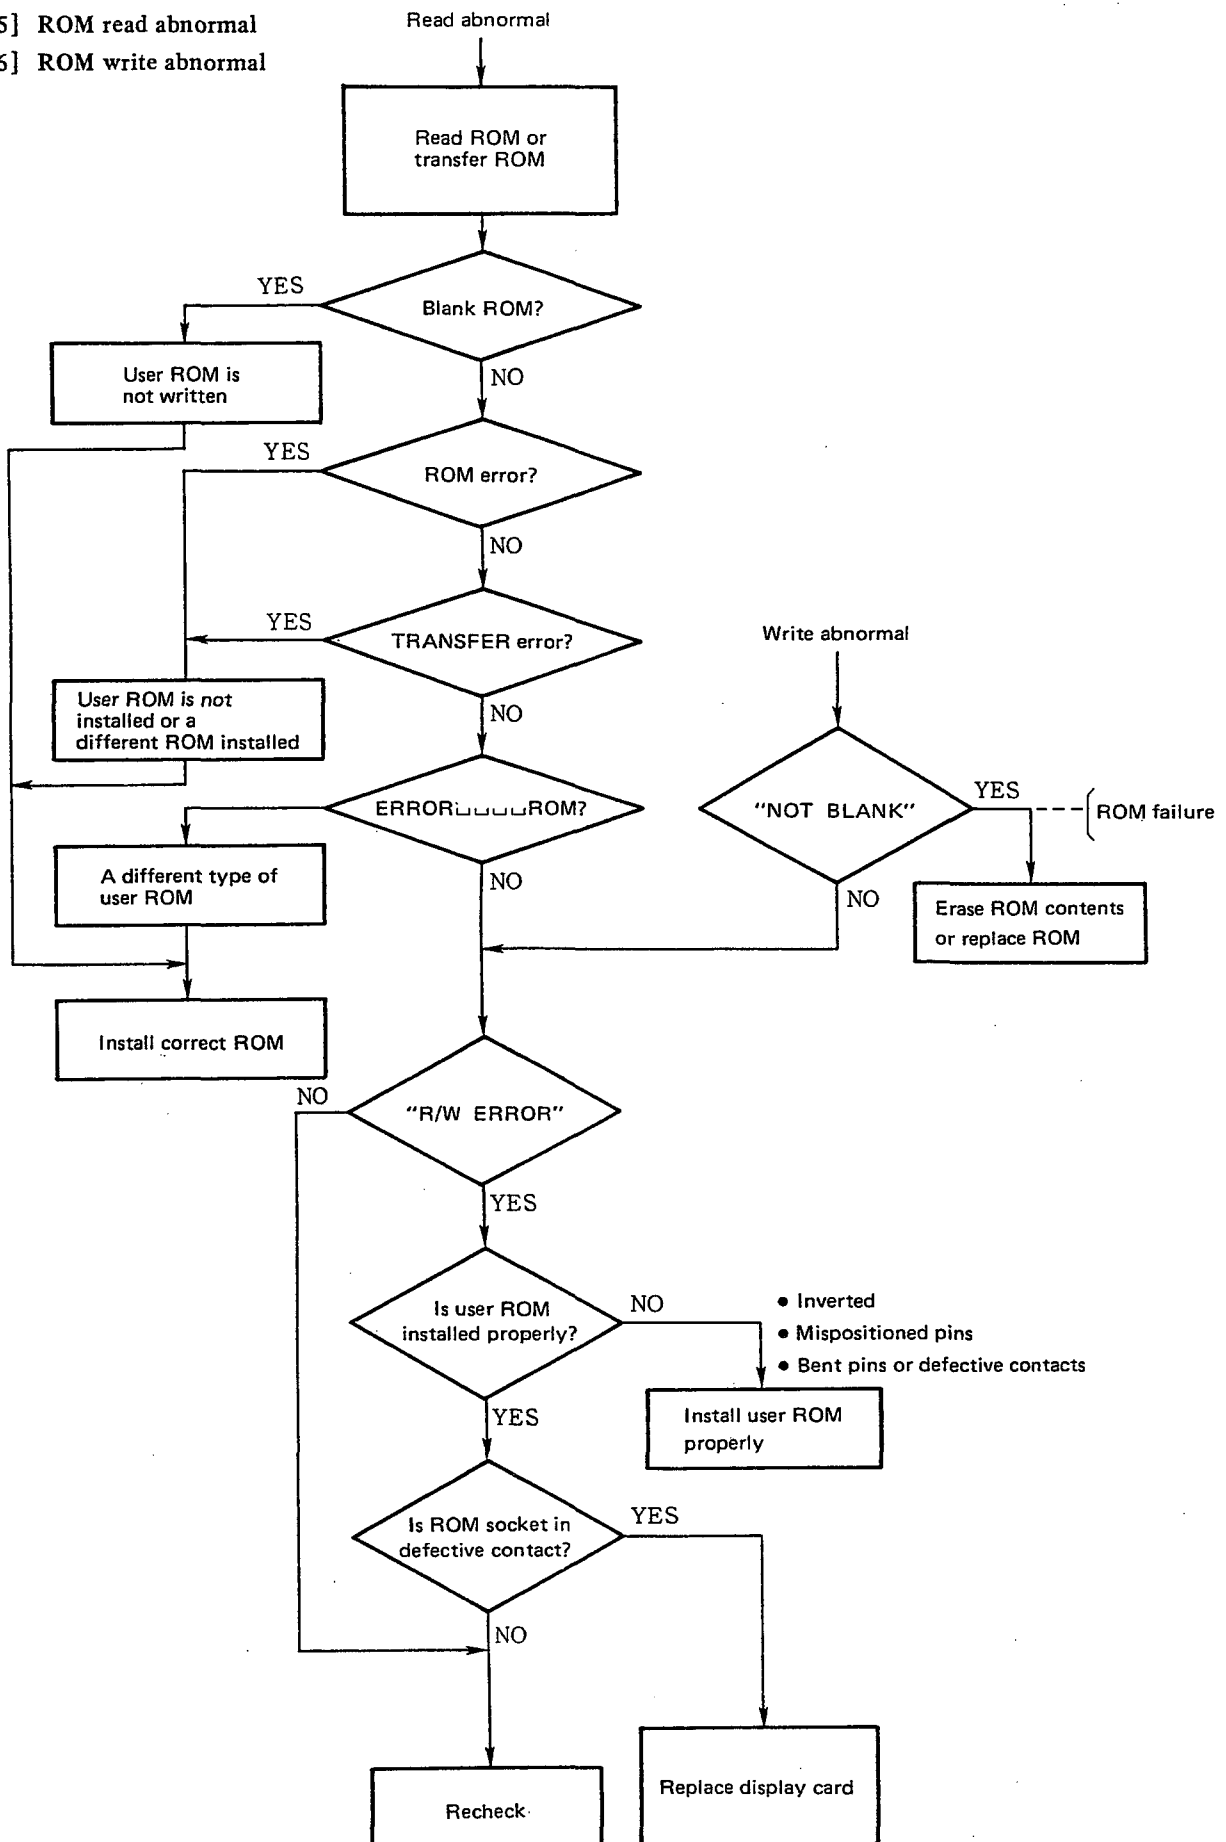 5] ROM read abnormal
6] ROM write abnormal
Read abnormal
Read ROM or
transfer ROM
YES
Blank ROM?
User ROM is
not written
NO
YES
ROM error?
NO
YES
TRANSFER error?
Write abnormal
User ROM is not
installed or a
different ROM installed
NO
ERROR␣␣␣␣ROM?
"NOT BLANK"
YES
ROM failure
A different type of
user ROM
NO
NO
Erase ROM contents
or replace ROM
Install correct ROM
NO
"R/W ERROR"
YES
Is user ROM
installed properly?
NO
• Inverted
• Mispositioned pins
• Bent pins or defective contacts
Install user ROM
properly
YES
Is ROM socket in
defective contact?
YES
NO
Replace display card
Recheck